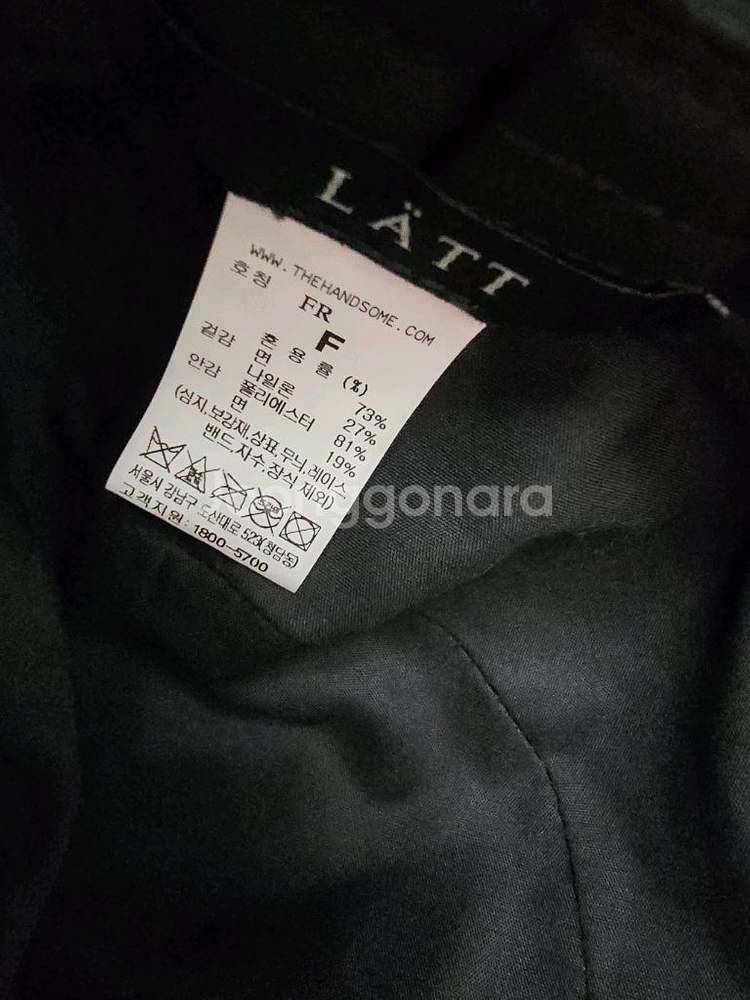 LÄTT
WWW.THEHANDSOME.COM
호칭 FR F
혼 용 률 (%)
겉감 면 73%
나일론 27%
안감 폴리에스터 81%
면 19%
(심지,보강재,상표,무늬,레이스
밴드,자수,장식 제외)
서울시 강남구 도산대로 523(청담동)
고객지원 : 1800-5700